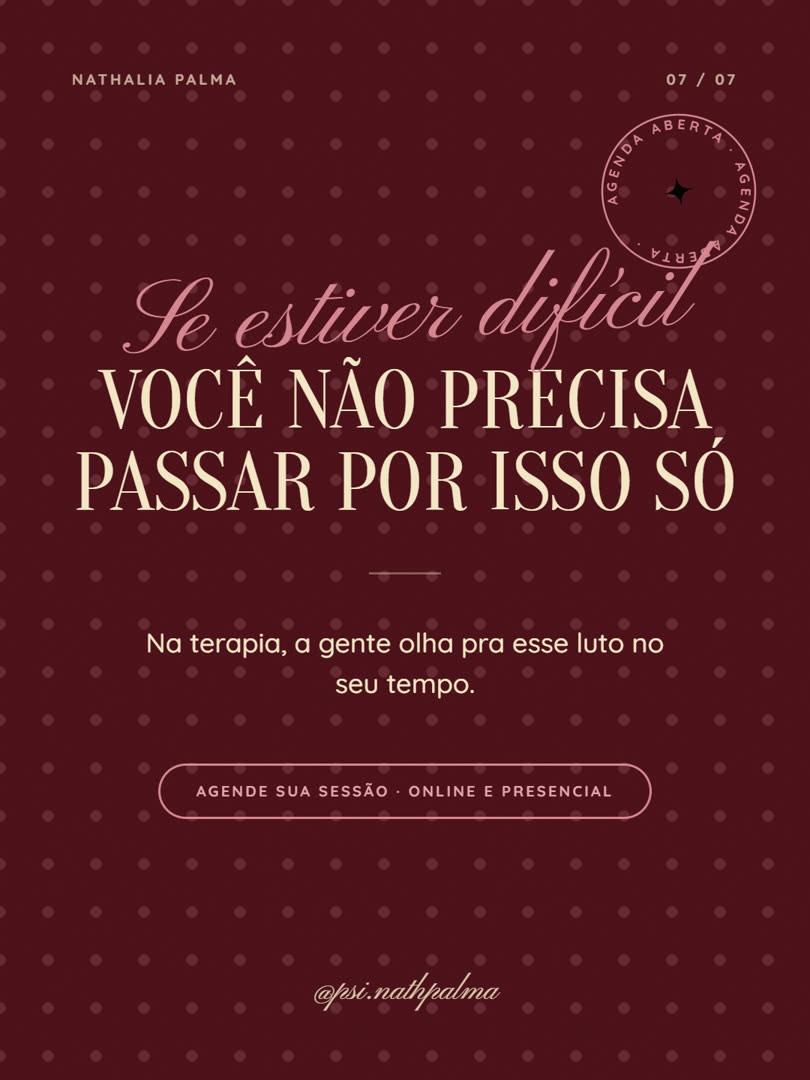 NATHALIA PALMA
07 / 07
AGENDA ABERTA · AGENDA ABERTA ·
Se estiver difícil
VOCÊ NÃO PRECISA
PASSAR POR ISSO SÓ
Na terapia, a gente olha pra esse luto no
seu tempo.
AGENDE SUA SESSÃO · ONLINE E PRESENCIAL
@psi.nathpalma